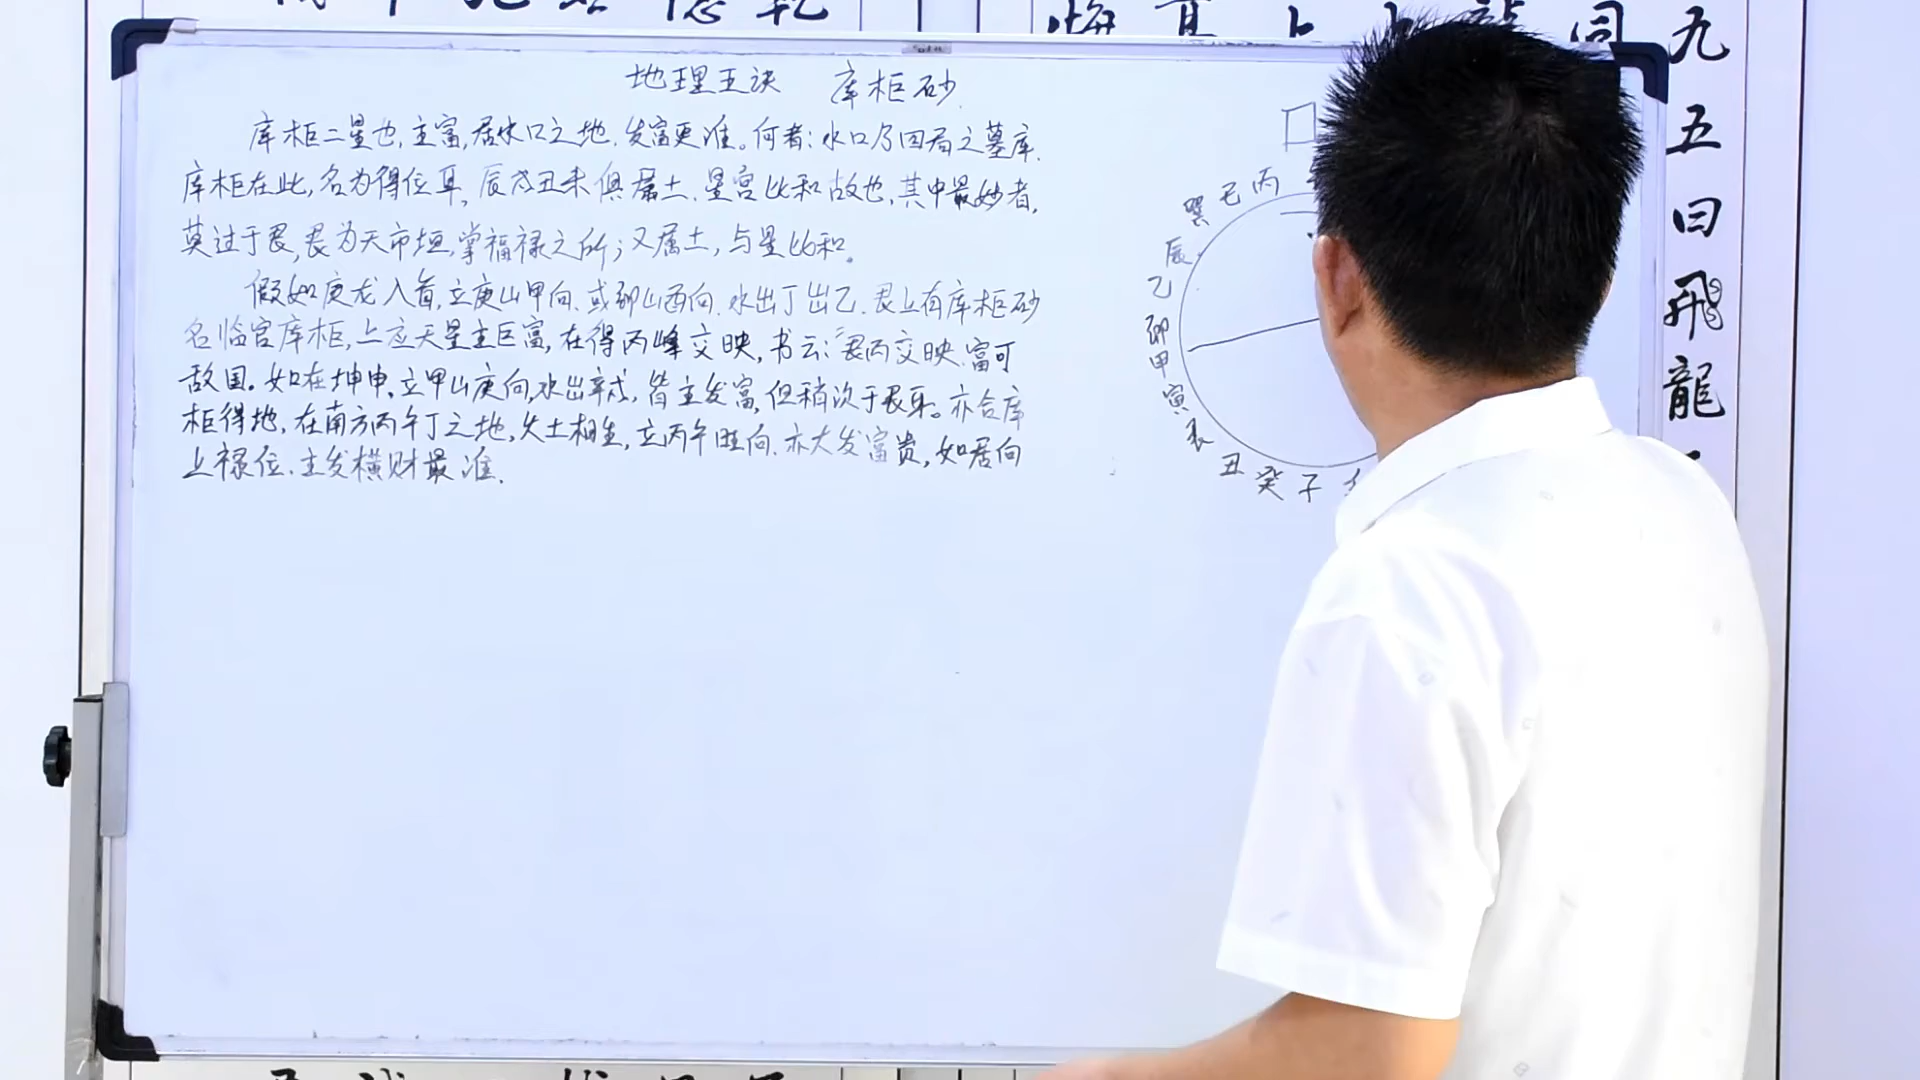 地理五诀 库柜砂
库柜二星也,主富,居水口之地,发富更准。何者:水口乃四局之墓库,
库柜在此,名为得位耳,辰戌丑未俱属土,星宫比和故也,其中最妙者,
莫过于艮,艮为天市垣,掌福禄之所;又属土,与星比和。
假如庚龙入首,立庚山甲向,或卯山酉向,水出丁出乙,艮上有库柜砂
名临官库柜,上应天星主巨富,在得丙峰交映,书云:艮丙交映,富可
敌国。如在坤申,立甲山庚向,水出辛戌,皆主发富,但稍次于艮耳。亦合库
柜得地,在南方丙午丁之地,火土相生,立丙午旺向,亦大发富贵,如居向
上禄位,主发横财最准.
巽 巳 丙
辰
乙
卯
甲
寅
艮
丑 癸 子
九
五
曰
飛
龍
同